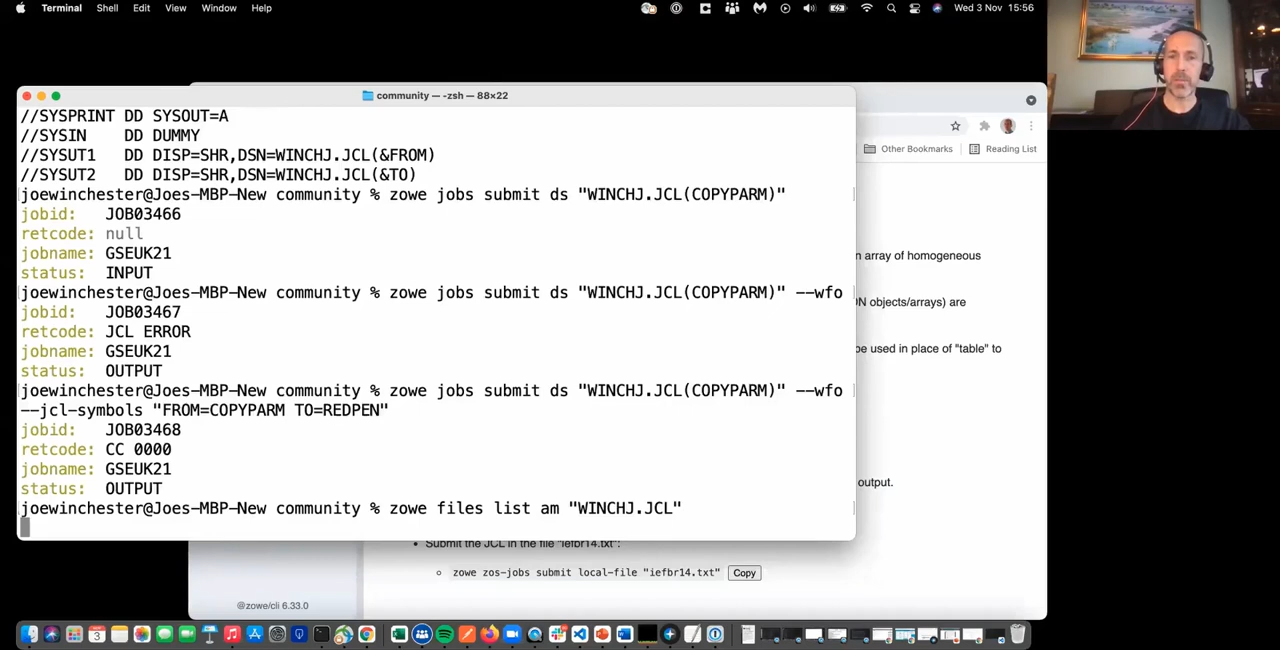 Terminal Shell Edit View Window Help Wed 3 Nov 15:56
community — -zsh — 88×22
//SYSPRINT DD SYSOUT=A
//SYSIN    DD DUMMY
//SYSUT1   DD DISP=SHR,DSN=WINCHJ.JCL(&FROM)
//SYSUT2   DD DISP=SHR,DSN=WINCHJ.JCL(&TO)
joewinchester@Joes-MBP-New community % zowe jobs submit ds "WINCHJ.JCL(COPYPARM)"
jobid:   JOB03466
retcode: null
jobname: GSEUK21
status:  INPUT
joewinchester@Joes-MBP-New community % zowe jobs submit ds "WINCHJ.JCL(COPYPARM)" --wfo
jobid:   JOB03467
retcode: JCL ERROR
jobname: GSEUK21
status:  OUTPUT
joewinchester@Joes-MBP-New community % zowe jobs submit ds "WINCHJ.JCL(COPYPARM)" --wfo
--jcl-symbols "FROM=COPYPARM TO=REDPEN"
jobid:   JOB03468
retcode: CC 0000
jobname: GSEUK21
status:  OUTPUT
joewinchester@Joes-MBP-New community % zowe files list am "WINCHJ.JCL"
Other Bookmarks Reading List
n array of homogeneous
ON objects/arrays) are
be used in place of "table" to
output.
• Submit the JCL in the file "iefbr14.txt":
zowe zos-jobs submit local-file "iefbr14.txt" Copy
@zowe/cli 6.33.0